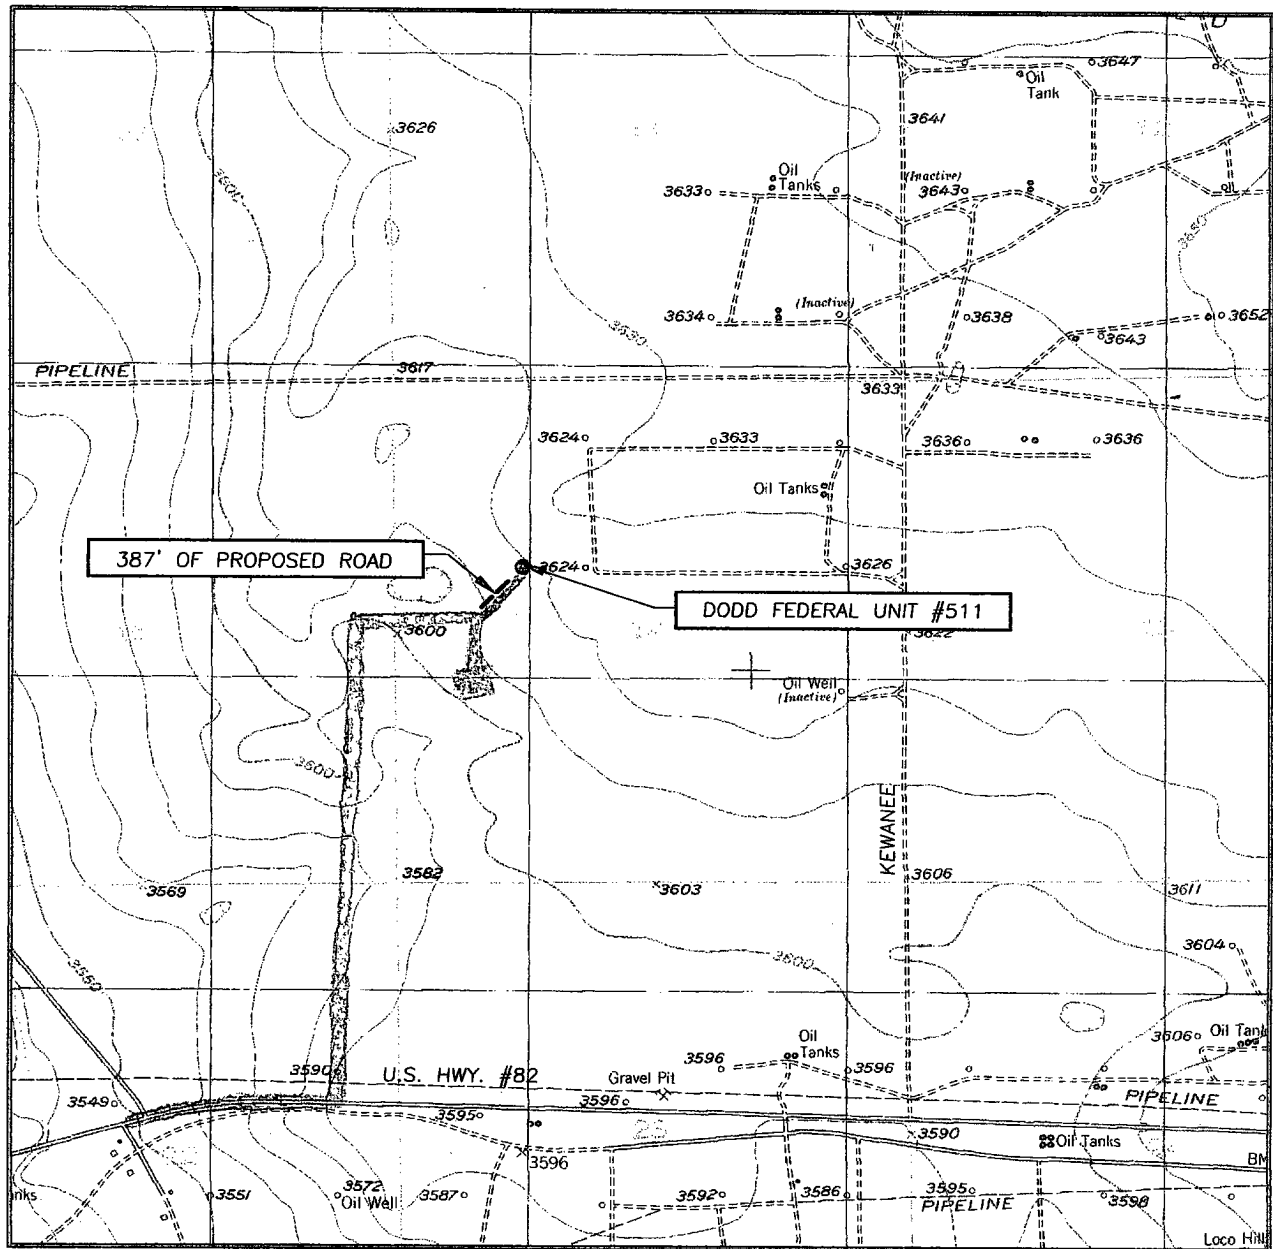 3647
Oil
Tank
3626
3641
3601
Oil
Tanks
3633
(Inactive)
3643
3650
(Inactive)
3634
3638
3652
3630
3643
PIPELINE
3617
3633
3624
3633
3636
3636
Oil Tanks
387' OF PROPOSED ROAD
3624
3626
DODD FEDERAL UNIT #511
3600
3622
Oil Well
(Inactive)
3600
KEWANEE
3569
3582
3603
3606
3611
3604
3550
3600
Oil
Tanks
3606
Oil Tank
3590
U.S. HWY. #82
3596
3596
Gravel Pit
3549
3595
3596
PIPELINE
3590
Oil Tanks
3596
BM
nks
3551
3572
Oil Well
3587
3592
3586
3595
PIPELINE
3598
Loco Hill